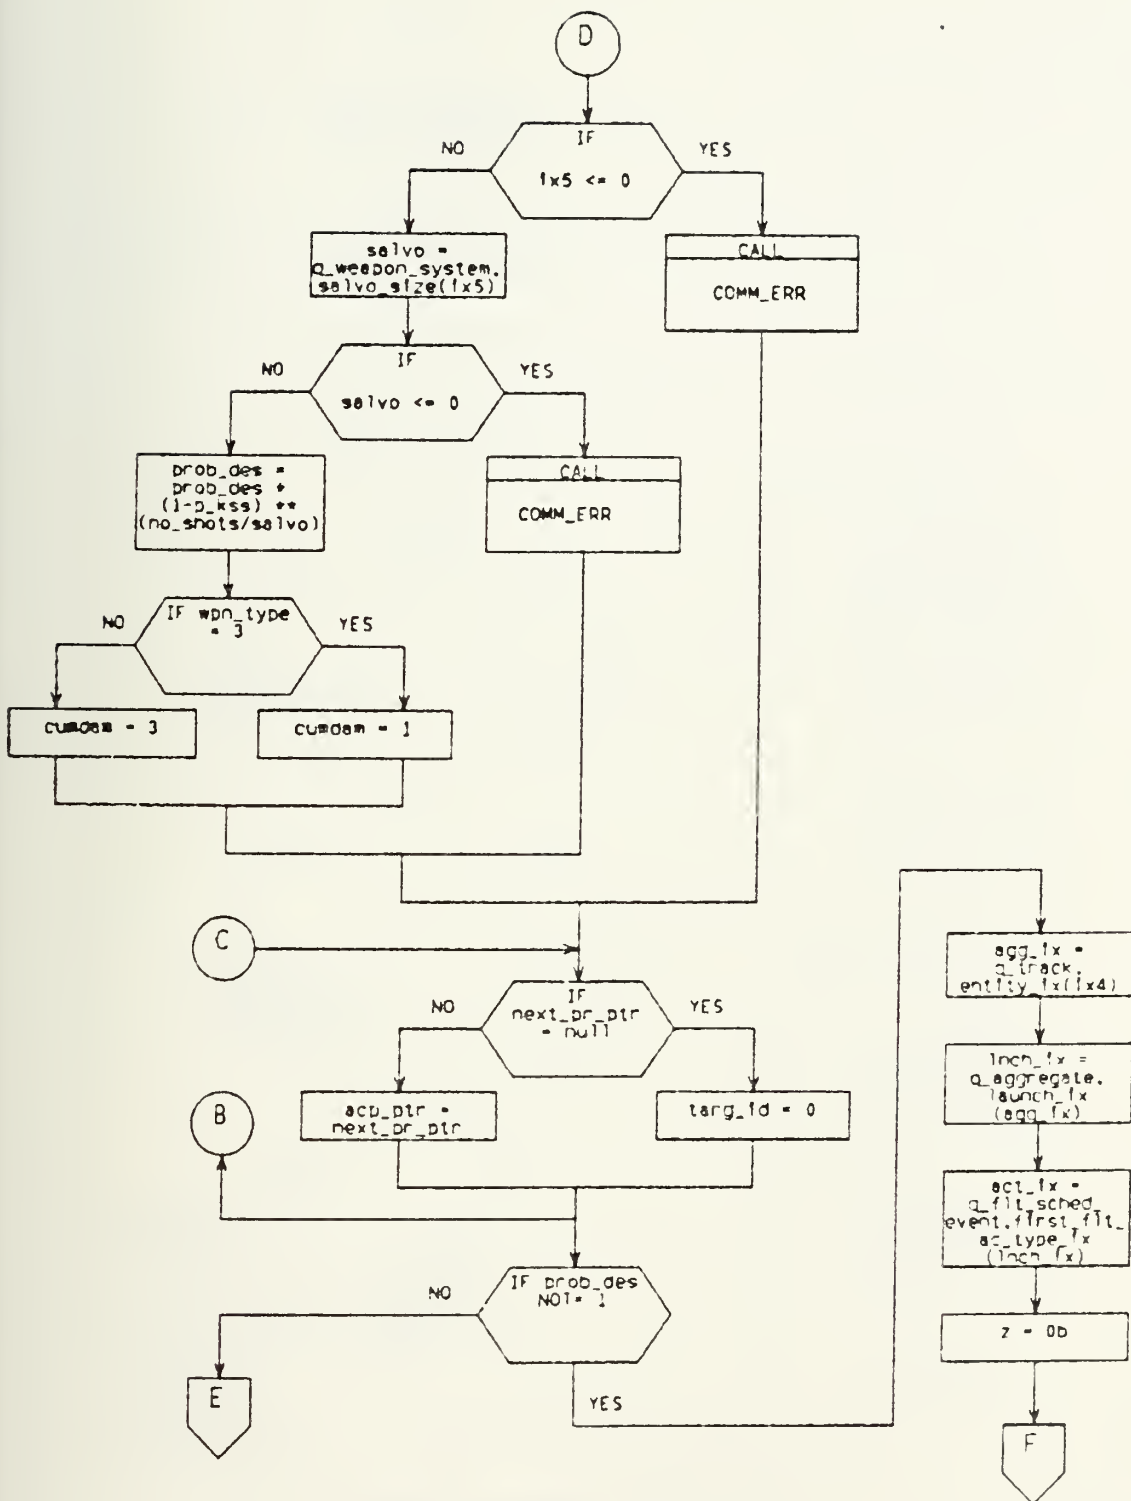 D
IF
NO
YES
ix5 <= 0
salvo =
q_weapon_system.
salvo_size(ix5)
CALL
COMM_ERR
IF
NO
YES
salvo <= 0
prob_des =
prob_des *
(1-p_kss) **
(no_shots/salvo)
CALL
COMM_ERR
IF wpn_type
= 3
NO
YES
cumdam = 3
cumdam = 1
C
IF
next_pr_ptr
= null
NO
YES
B
acp_ptr =
next_pr_ptr
targ_id = 0
IF prob_des
NOT= 1
NO
YES
E
agg_ix =
q_track.
entity_ix(ix4)
lnch_ix =
q_aggregate.
launch_ix
(agg_ix)
act_ix =
q_flt_sched_
event.first_flt_
ac_type_ix
(lnch_ix)
z = 0b
F